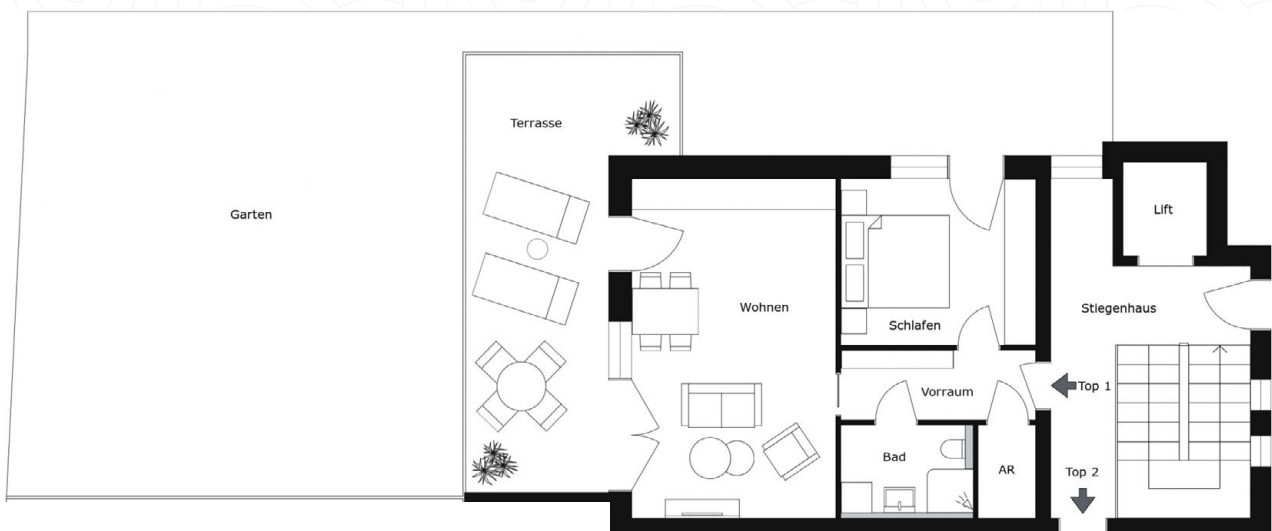 Terrasse
Garten
Lift
Wohnen
Schlafen
Stiegenhaus
Vorraum
Top 1
Bad
AR
Top 2